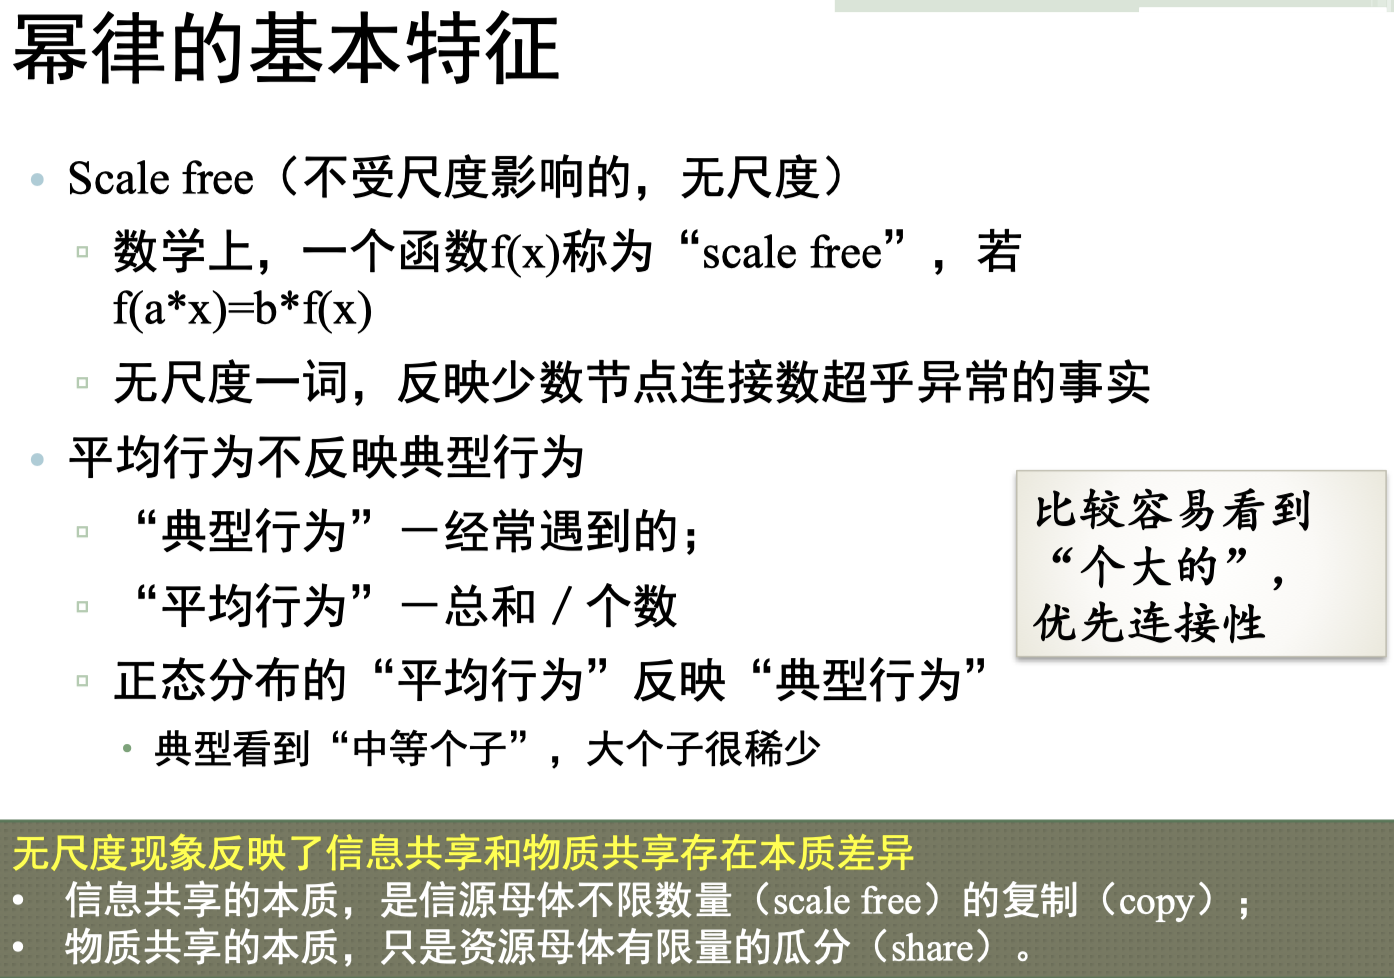 幂律的基本特征
• Scale free（不受尺度影响的，无尺度）
▫ 数学上，一个函数f(x)称为“scale free”，若
f(a*x)=b*f(x)
▫ 无尺度一词，反映少数节点连接数超乎异常的事实
• 平均行为不反映典型行为
▫ “典型行为”－经常遇到的；
▫ “平均行为”－总和 / 个数
▫ 正态分布的“平均行为”反映“典型行为”
• 典型看到“中等个子”，大个子很稀少
比较容易看到
“个大的”，
优先连接性
无尺度现象反映了信息共享和物质共享存在本质差异
• 信息共享的本质，是信源母体不限数量（scale free）的复制（copy）；
• 物质共享的本质，只是资源母体有限量的瓜分（share）。